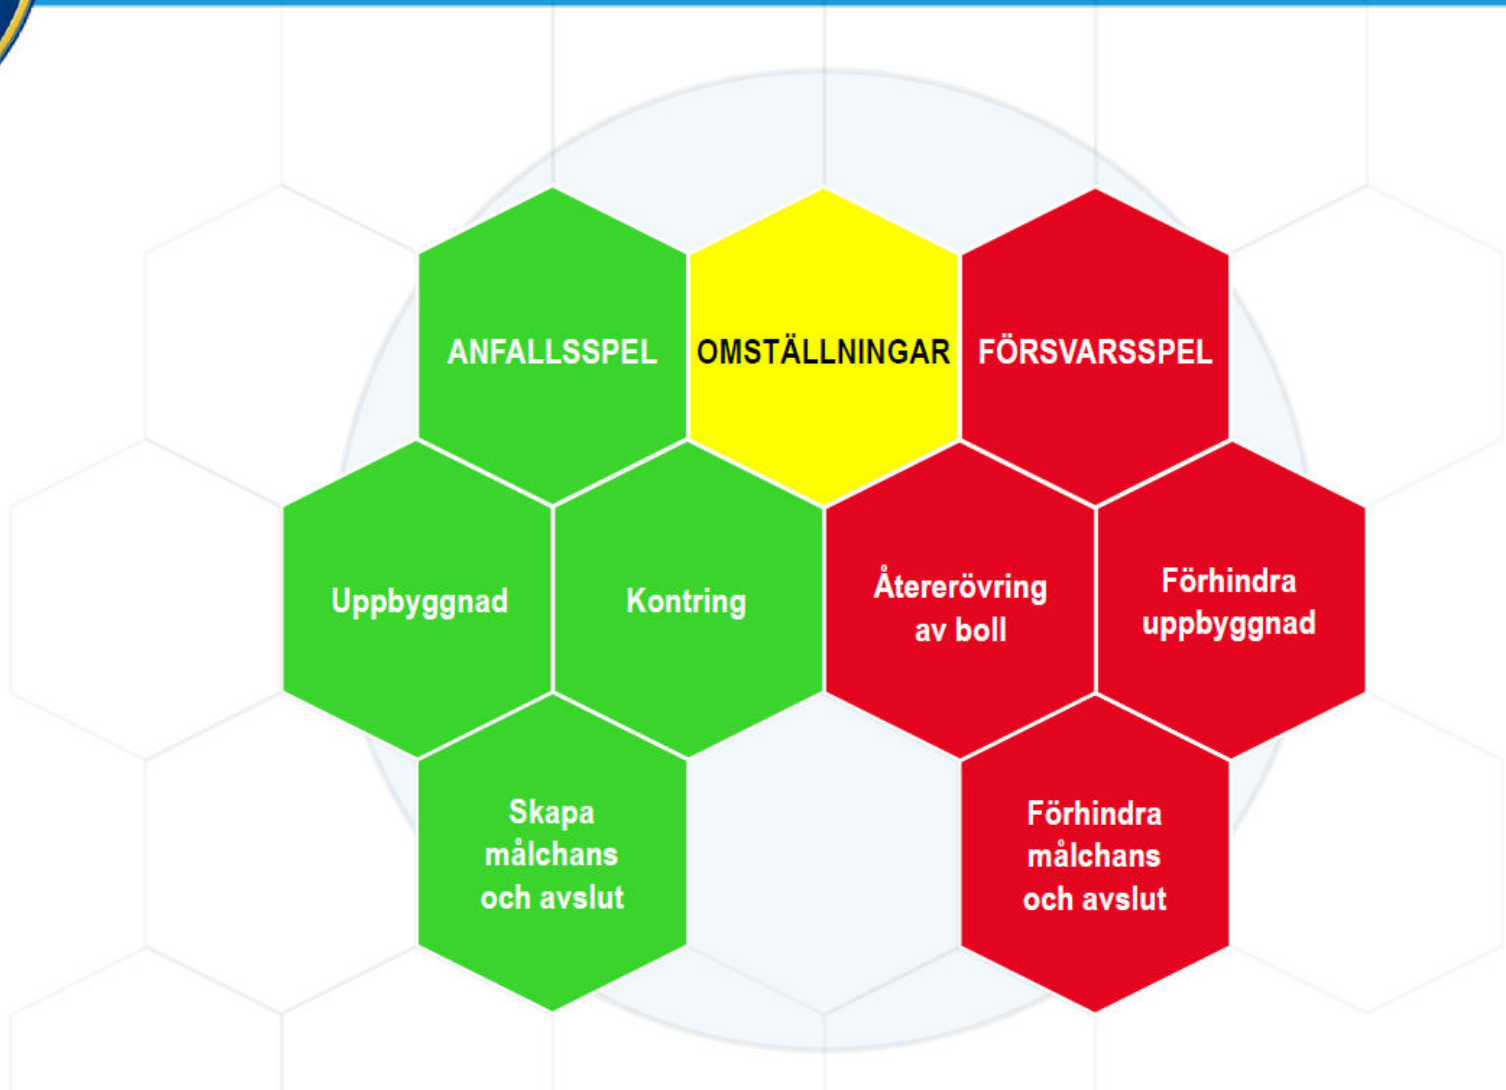 ANFALLSSPEL
OMSTÄLLNINGAR
FÖRSVARSSPEL
Uppbyggnad
Kontring
Återerövring
av boll
Förhindra
uppbyggnad
Skapa
målchans
och avslut
Förhindra
målchans
och avslut